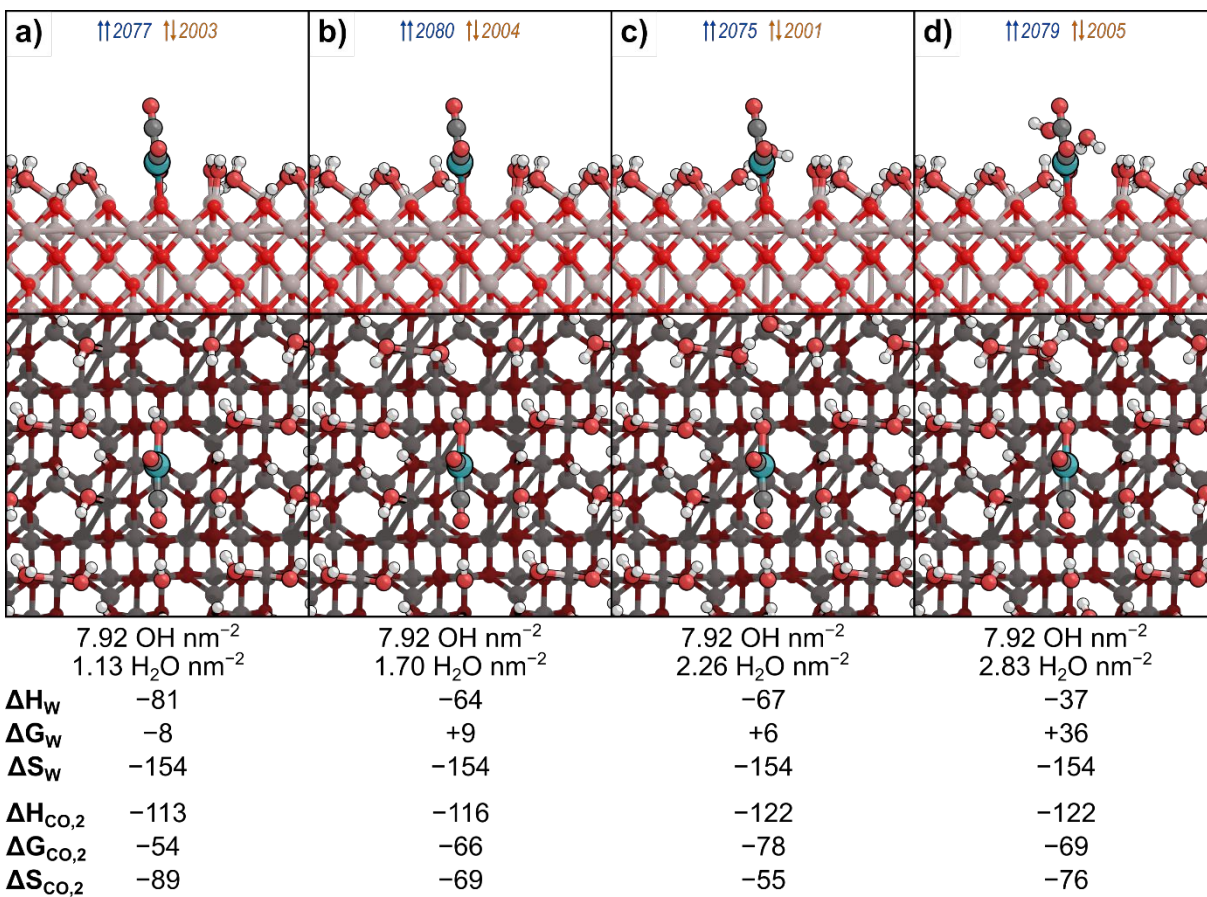 a) ↑↑2077 ↑↓2003
b) ↑↑2080 ↑↓2004
c) ↑↑2075 ↑↓2001
d) ↑↑2079 ↑↓2005
7.92 OH nm⁻² 7.92 OH nm⁻² 7.92 OH nm⁻² 7.92 OH nm⁻²
1.13 H₂O nm⁻² 1.70 H₂O nm⁻² 2.26 H₂O nm⁻² 2.83 H₂O nm⁻²
ΔH_W −81 −64 −67 −37
ΔG_W −8 +9 +6 +36
ΔS_W −154 −154 −154 −154
ΔH_CO,2 −113 −116 −122 −122
ΔG_CO,2 −54 −66 −78 −69
ΔS_CO,2 −89 −69 −55 −76